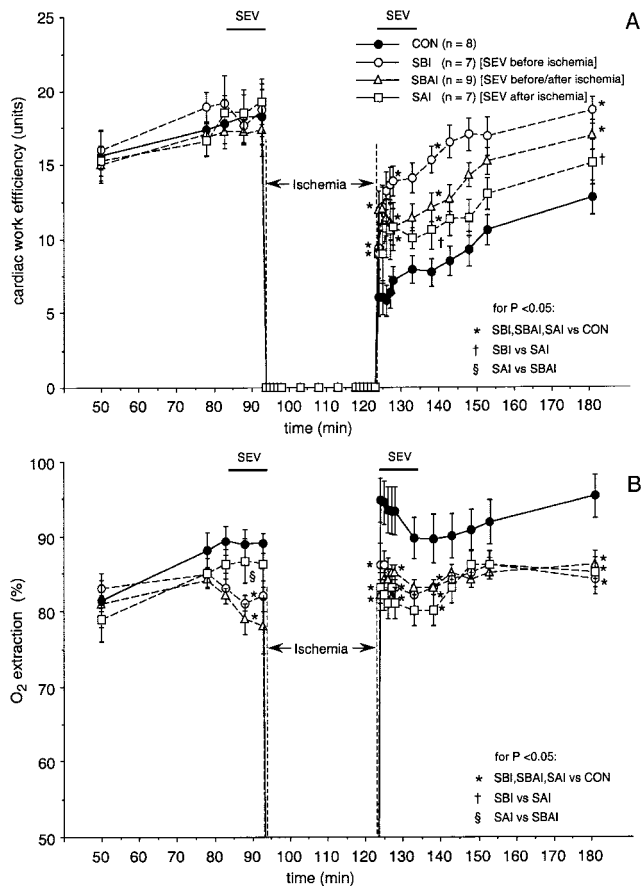 SEV
SEV
A
CON (n = 8)
SBI (n = 7) [SEV before ischemia]
SBAI (n = 9) [SEV before/after ischemia]
SAI (n = 7) [SEV after ischemia]
25
20
15
10
5
0
cardiac work efficiency (units)
Ischemia
* * * * * * * * * * †
†
for P <0.05:
* SBI,SBAI,SAI vs CON
† SBI vs SAI
§ SAI vs SBAI
50 60 70 80 90 100 110 120 130 140 150 160 170 180
time (min)
SEV
SEV
B
100
90
80
70
60
50
O2 extraction (%)
§
* *
Ischemia
* * * * * * * * * * *
for P <0.05:
* SBI,SBAI,SAI vs CON
† SBI vs SAI
§ SAI vs SBAI
50 60 70 80 90 100 110 120 130 140 150 160 170 180
time (min)